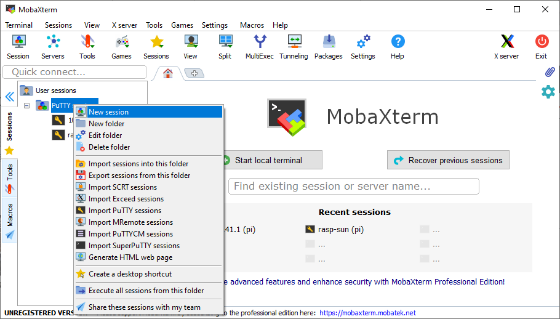 MobaXterm
Terminal Sessions View X server Tools Games Settings Macros Help
Session Servers Tools Games Sessions View Split MultiExec Tunneling Packages Settings Help X server Exit
Quick connect...
User sessions
PuTTY
New session
New folder
Edit folder
Delete folder
Import sessions into this folder
Export sessions from this folder
Import SCRT sessions
Import Exceed sessions
Import PuTTY sessions
Import MRemote sessions
Import PuTTYCM sessions
Import SuperPuTTY sessions
Generate HTML web page
Create a desktop shortcut
Execute all sessions from this folder
Share these sessions with my team
Sessions
Tools
Macros
MobaXterm
Start local terminal
Recover previous sessions
Find existing session or server name...
Recent sessions
41.1 (pi)
rasp-sun (pi)
...
...
...
...
...
advanced features and enhance security with MobaXterm Professional Edition!
UNREGISTERED VERS
to the professional edition here: https://mobaxterm.mobatek.net